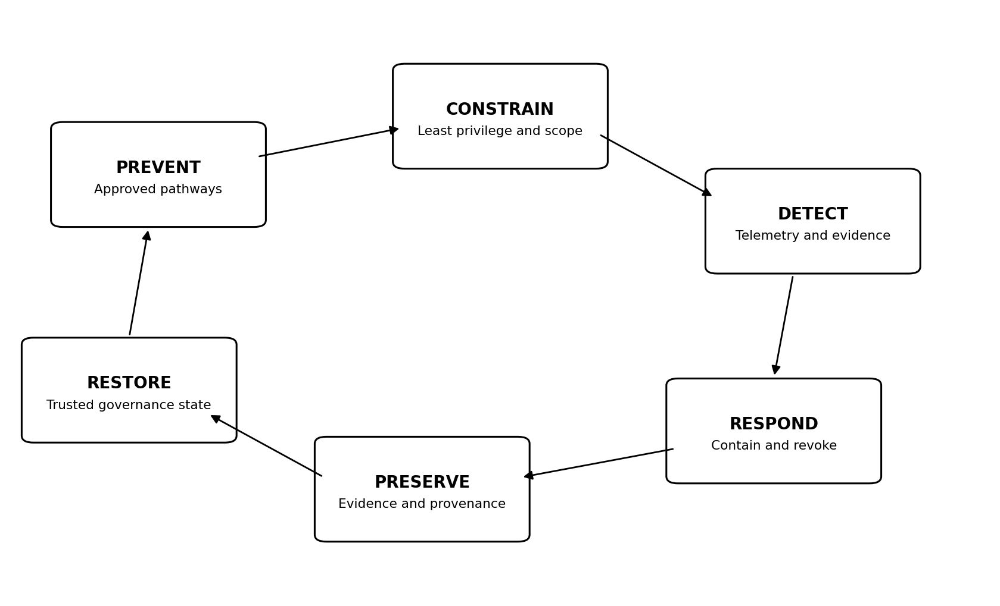 CONSTRAIN
Least privilege and scope
PREVENT
Approved pathways
DETECT
Telemetry and evidence
RESTORE
Trusted governance state
RESPOND
Contain and revoke
PRESERVE
Evidence and provenance